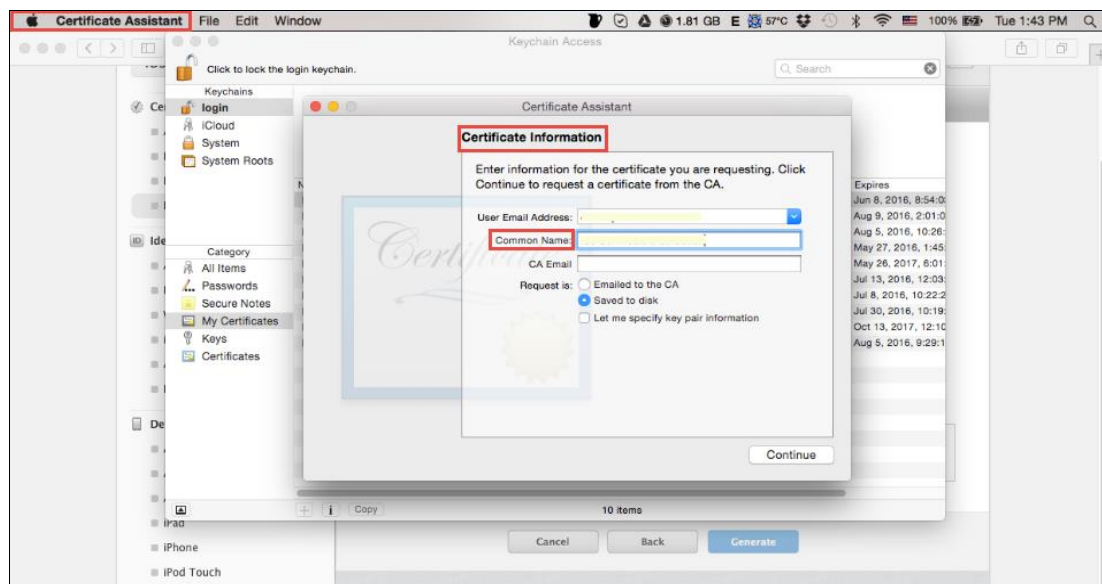 Certificate Assistant File Edit Window 1.81 GB E 57°C 100% Tue 1:43 PM
Keychain Access
Click to lock the login keychain.
Search
Keychains
login
iCloud
System
System Roots
Certificate Assistant
Certificate Information
Enter information for the certificate you are requesting. Click
Continue to request a certificate from the CA.
User Email Address:
Common Name:
CA Email
Request is: Emailed to the CA
Saved to disk
Let me specify key pair information
Continue
Expires
Jun 8, 2016, 8:54:0
Aug 9, 2016, 2:01:0
Aug 5, 2016, 10:26:
May 27, 2016, 1:45
May 26, 2017, 6:01
Jul 13, 2016, 12:03
Jul 8, 2016, 10:22:2
Jul 30, 2016, 10:19:
Oct 13, 2017, 12:10
Aug 5, 2016, 9:29:1
Category
All Items
Passwords
Secure Notes
My Certificates
Keys
Certificates
Ce
ID Ide
De
Copy
10 items
iPad
iPhone
iPod Touch
Cancel Back Generate